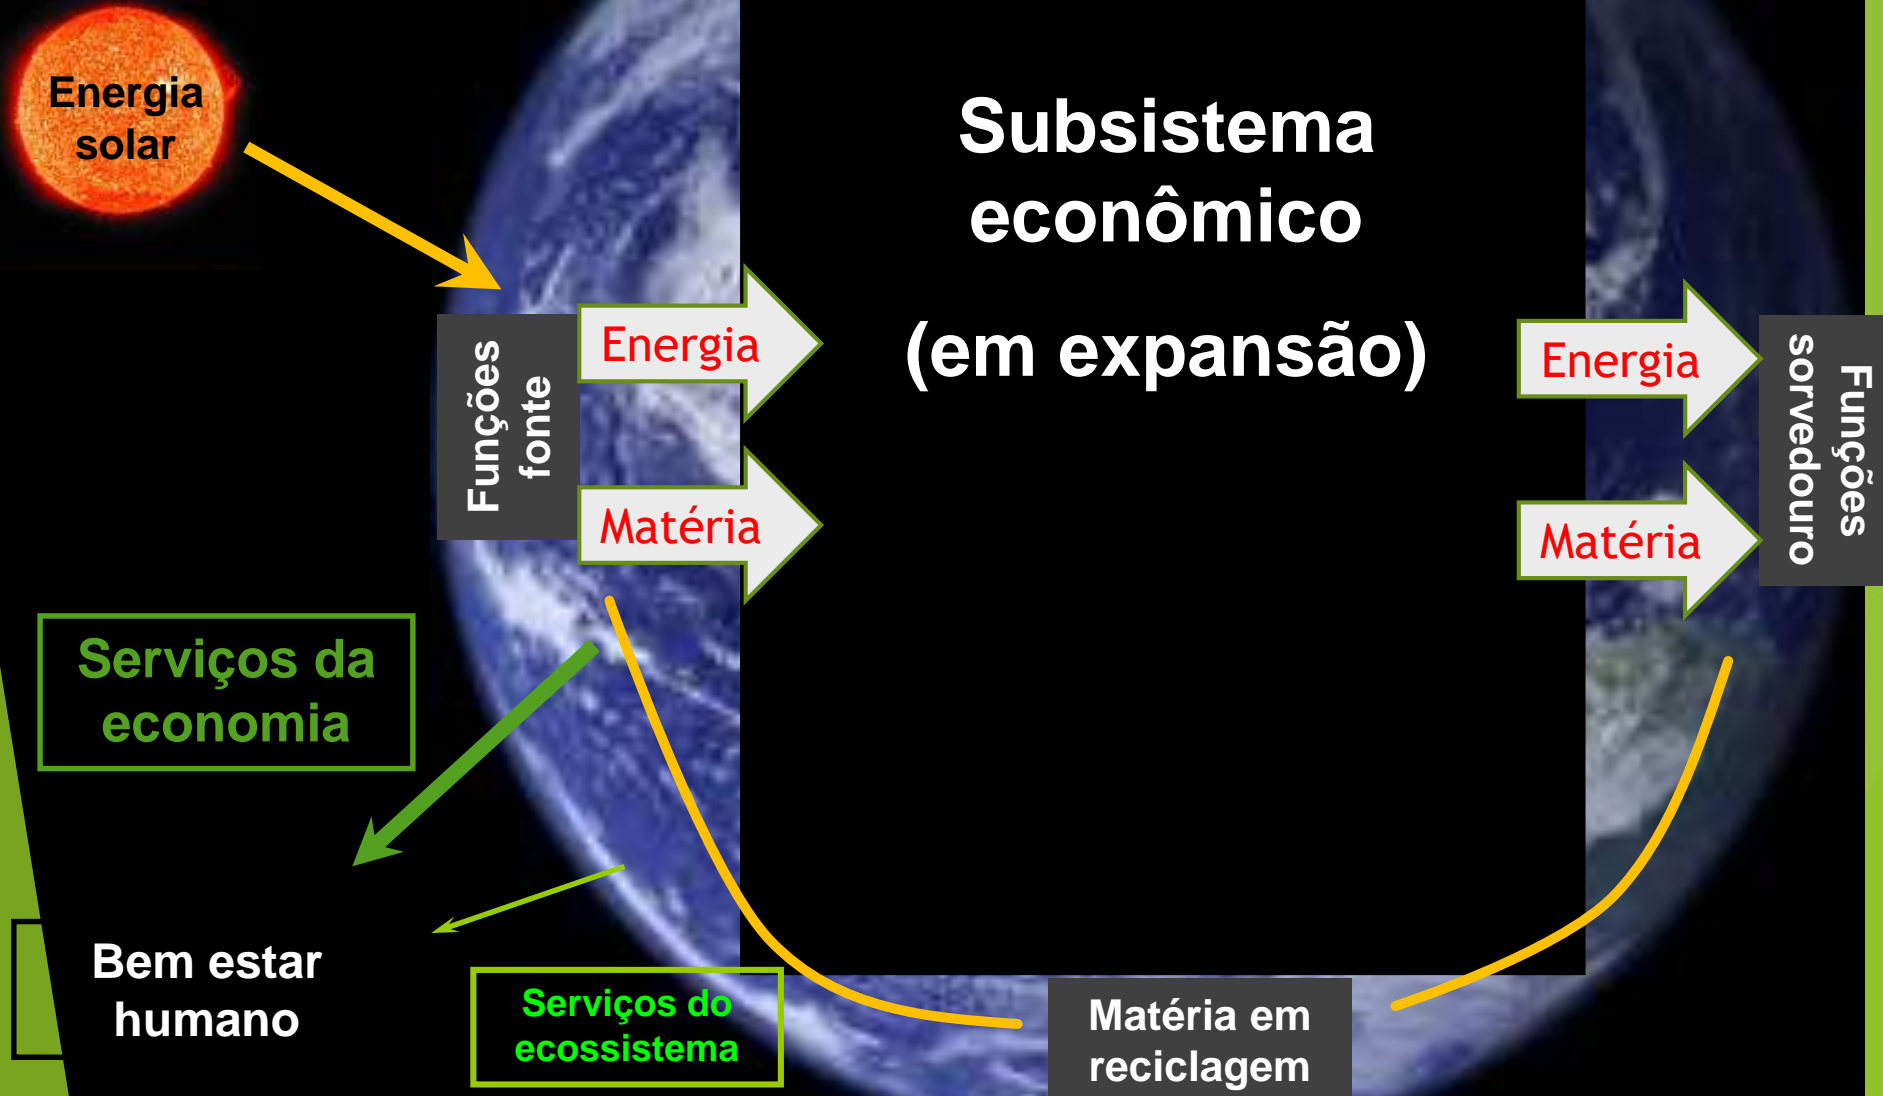 Energia
solar
Subsistema
econômico
(em expansão)
Funções
fonte
Energia
Matéria
Energia
Matéria
Funções
sorvedouro
Serviços da
economia
Bem estar
humano
Serviços do
ecossistema
Matéria em
reciclagem